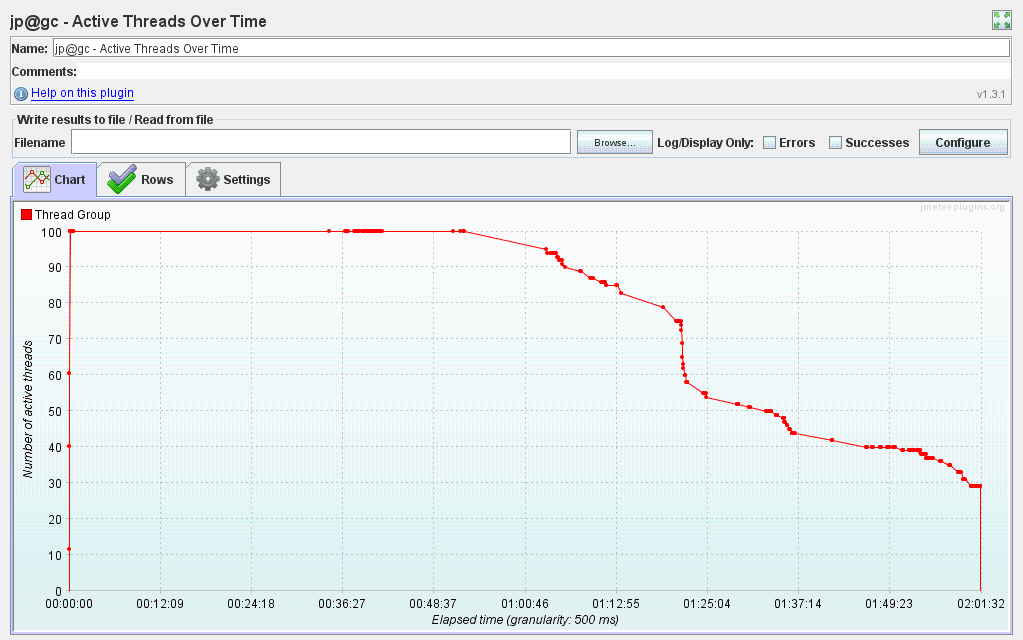 jp@gc - Active Threads Over Time
Name: jp@gc - Active Threads Over Time
Comments:
Help on this plugin
v1.3.1
Write results to file / Read from file
Filename Browse... Log/Display Only: Errors Successes Configure
Chart Rows Settings
jmeter-plugins.org
Thread Group
100
90
80
70
60
50
40
30
20
10
0
Number of active threads
00:00:00 00:12:09 00:24:18 00:36:27 00:48:37 01:00:46 01:12:55 01:25:04 01:37:14 01:49:23 02:01:32
Elapsed time (granularity: 500 ms)